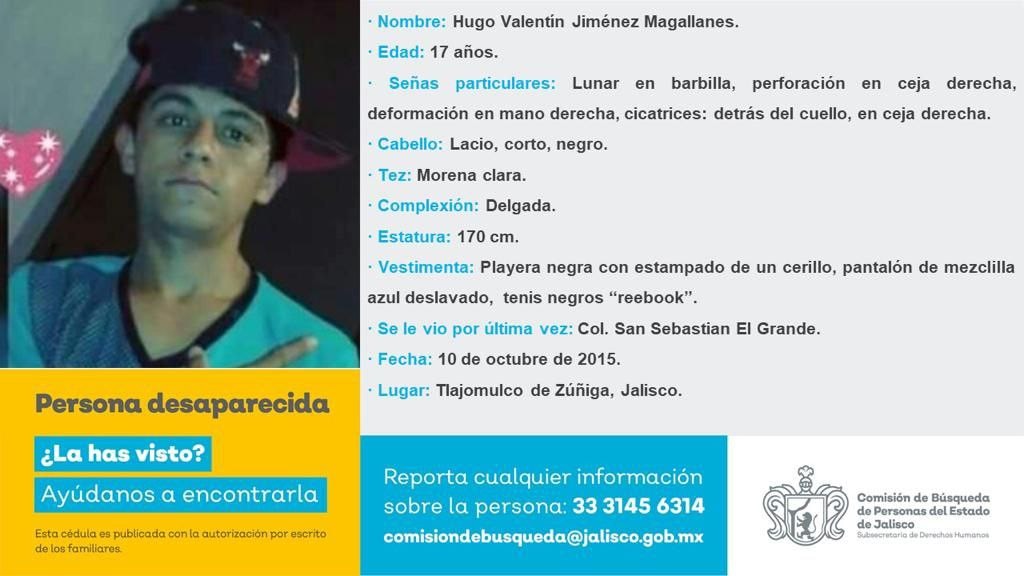 · Nombre: Hugo Valentín Jiménez Magallanes.
· Edad: 17 años.
· Señas particulares: Lunar en barbilla, perforación en ceja derecha,
deformación en mano derecha, cicatrices: detrás del cuello, en ceja derecha.
· Cabello: Lacio, corto, negro.
· Tez: Morena clara.
· Complexión: Delgada.
· Estatura: 170 cm.
· Vestimenta: Playera negra con estampado de un cerillo, pantalón de mezclilla
azul deslavado, tenis negros “reebook”.
· Se le vio por última vez: Col. San Sebastian El Grande.
· Fecha: 10 de octubre de 2015.
· Lugar: Tlajomulco de Zúñiga, Jalisco.
Persona desaparecida
¿La has visto?
Ayúdanos a encontrarla
Esta cédula es publicada con la autorización por escrito
de los familiares.
Reporta cualquier información
sobre la persona: 33 3145 6314
comisiondebusqueda@jalisco.gob.mx
Comisión de Búsqueda
de Personas del Estado
de Jalisco
Subsecretaría de Derechos Humanos